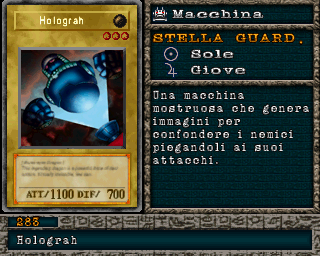 Holograh
ATT/1100 DIF/ 700
Macchina
STELLA GUARD.
Sole
Giove
Una macchina
mostruosa che genera
immagini per
confondere i nemici
piegandoli ai suoi
attacchi.
283
Holograh